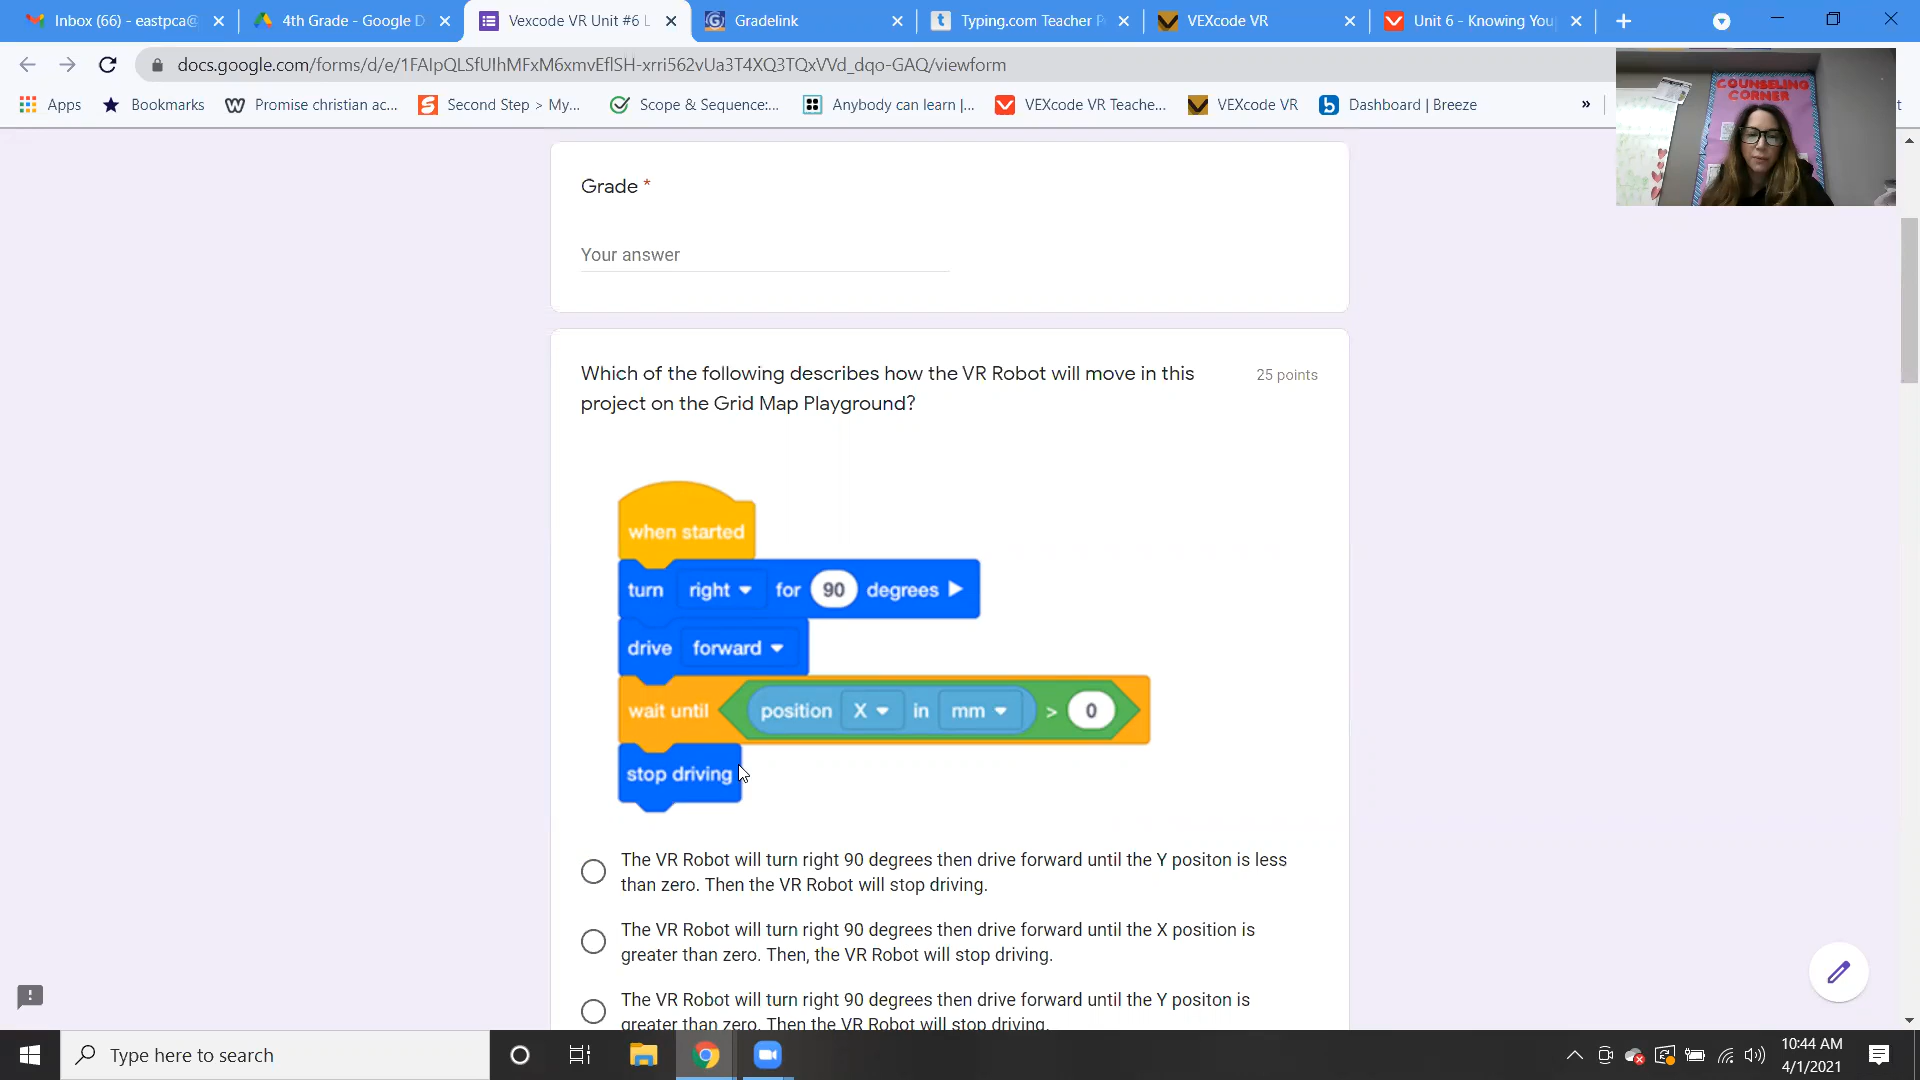 Inbox (66) - eastpca@
4th Grade - Google D
Vexcode VR Unit #6 L
Gradelink
Typing.com Teacher P
VEXcode VR
Unit 6 - Knowing You
docs.google.com/forms/d/e/1FAIpQLSfUIhMFxM6xmvEflSH-xrri562vUa3T4XQ3TQxVVd_dqo-GAQ/viewform
Apps
Bookmarks
Promise christian ac...
Second Step > My...
Scope & Sequence:...
Anybody can learn |...
VEXcode VR Teache...
VEXcode VR
Dashboard | Breeze
»
COUNSELING
CORNER
Grade *
Your answer
Which of the following describes how the VR Robot will move in this
25 points
project on the Grid Map Playground?
when started
turn right for 90 degrees
drive forward
wait until position X in mm > 0
stop driving
The VR Robot will turn right 90 degrees then drive forward until the Y positon is less
than zero. Then the VR Robot will stop driving.
The VR Robot will turn right 90 degrees then drive forward until the X position is
greater than zero. Then, the VR Robot will stop driving.
The VR Robot will turn right 90 degrees then drive forward until the Y positon is
greater than zero. Then the VR Robot will stop driving.
Type here to search
10:44 AM
4/1/2021